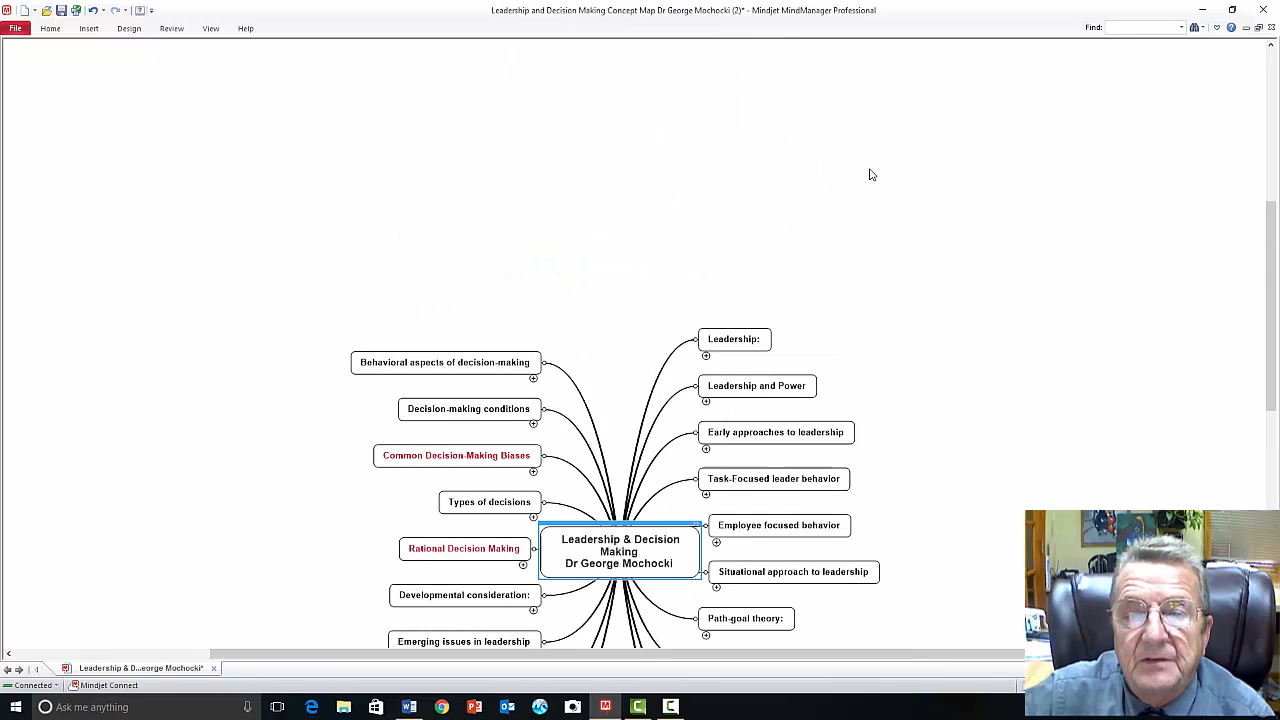 Leadership and Decision Making Concept Map Dr George Mochocki (2)* - Mindjet MindManager Professional
File Home Insert Design Review View Help Find:
Leadership:
Behavioral aspects of decision-making
Leadership and Power
Decision-making conditions
Early approaches to leadership
Common Decision-Making Biases
Task-Focused leader behavior
Types of decisions
Employee focused behavior
Leadership & Decision
Making
Dr George Mochocki
Rational Decision Making
Situational approach to leadership
Developmental consideration:
Path-goal theory:
Emerging issues in leadership
Leadership & D...eorge Mochocki*
Connected Mindjet Connect
Ask me anything